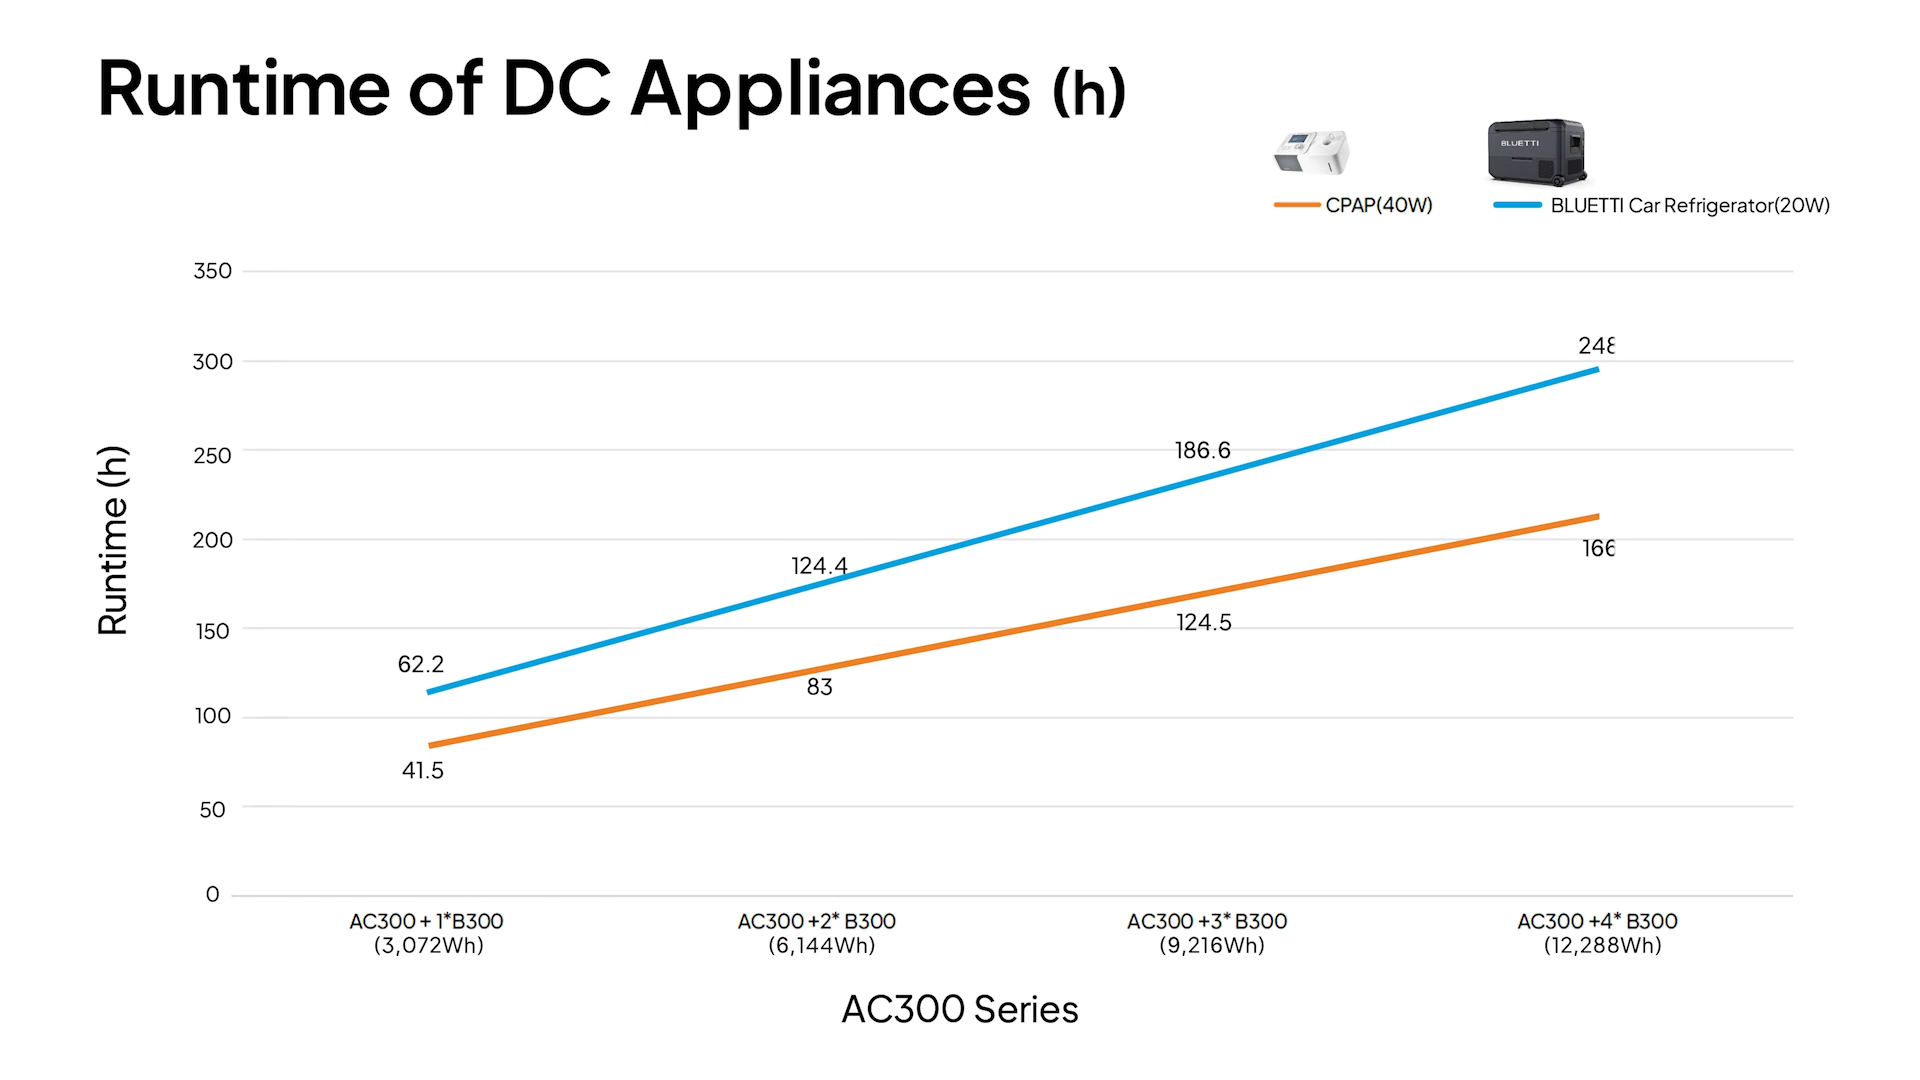 Runtime of DC Appliances (h)
BLUETTI
CPAP(40W)
BLUETTI Car Refrigerator(20W)
350
300
250
200
150
100
50
0
Runtime (h)
62.2
124.4
186.6
248
41.5
83
124.5
166
AC300 + 1*B300
(3,072Wh)
AC300 +2* B300
(6,144Wh)
AC300 +3* B300
(9,216Wh)
AC300 +4* B300
(12,288Wh)
AC300 Series